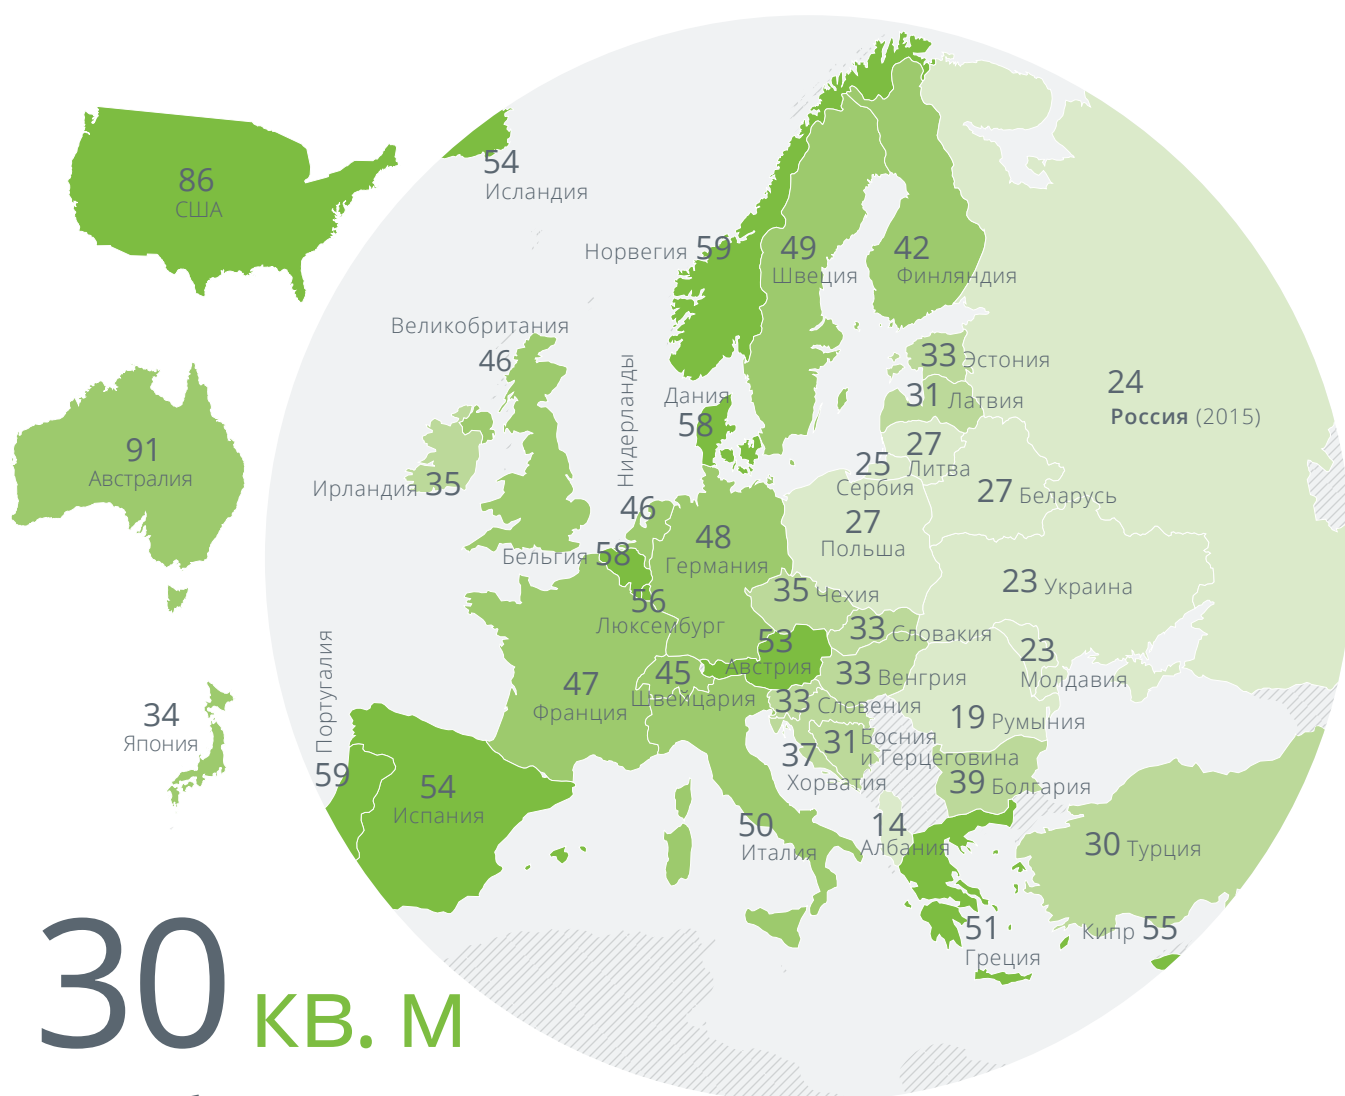 86
США
54
Исландия
Норвегия 59
49
Швеция
42
Финляндия
Великобритания
46
Нидерланды
46
Дания
58
33 Эстония
31 Латвия
24
Россия (2015)
27
Литва
25
Сербия
27 Беларусь
91
Австралия
Ирландия 35
27
Польша
Бельгия 58
48
Германия
23 Украина
35 Чехия
56
Люксембург
33 Словакия
53
Австрия
23
Молдавия
Португалия
59
47
Франция
45
Швейцария
33 Венгрия
33 Словения
19 Румыния
34
Япония
31 Босния
и Герцеговина
37
Хорватия
39 Болгария
54
Испания
50
Италия
14
Албания
30 Турция
51
Греция
Кипр 55
30 кв. м